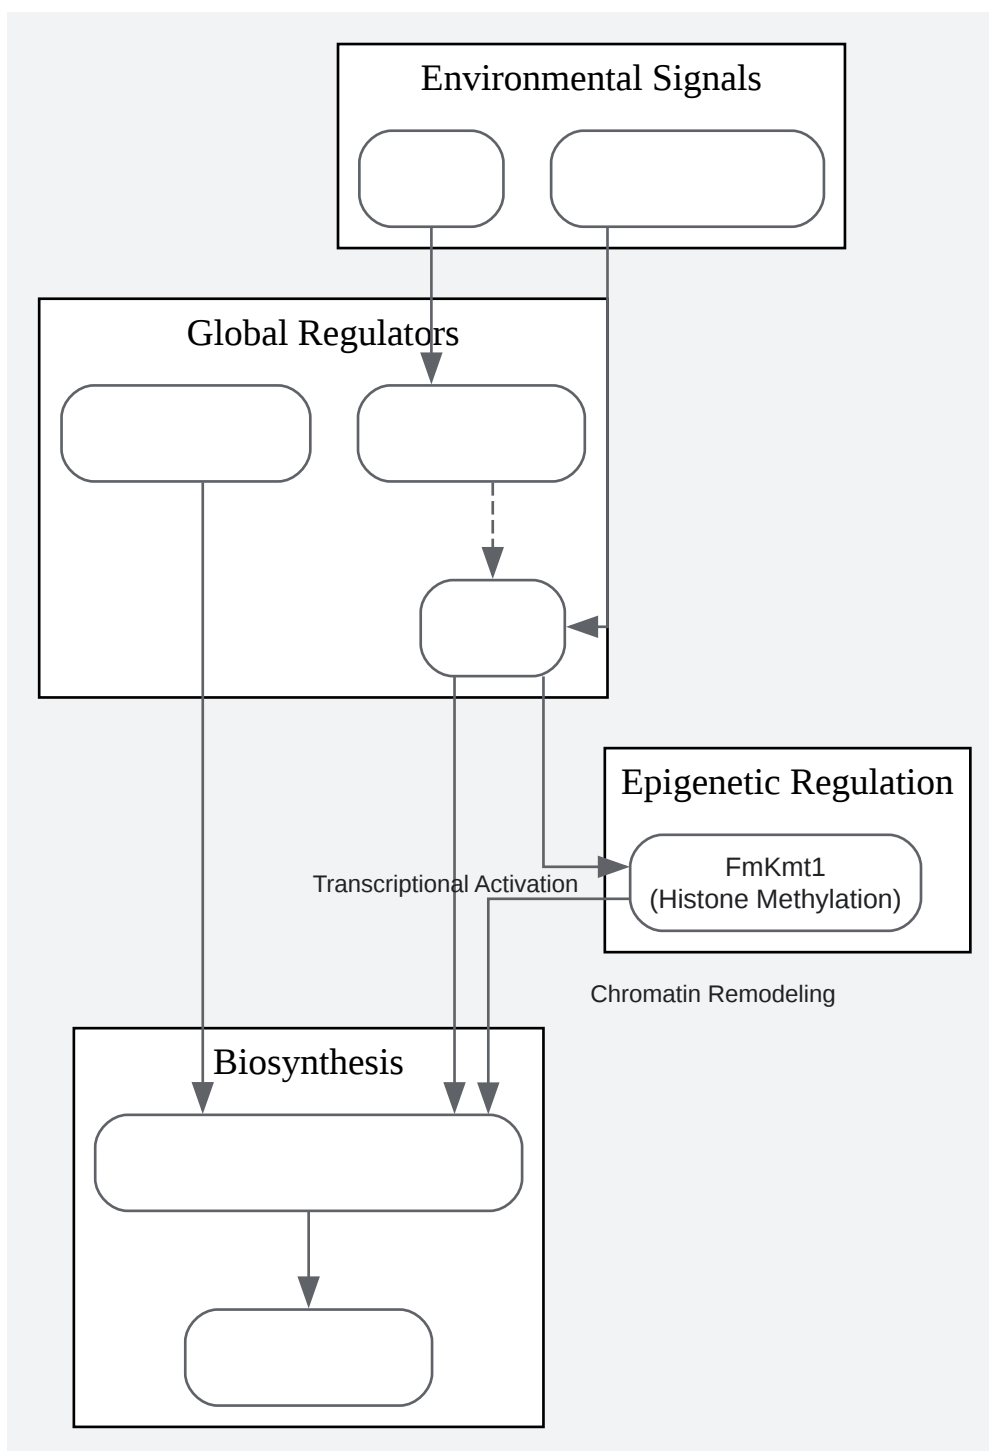 Environmental Signals
Global Regulators
Epigenetic Regulation
FmKmt1
(Histone Methylation)
Transcriptional Activation
Chromatin Remodeling
Biosynthesis